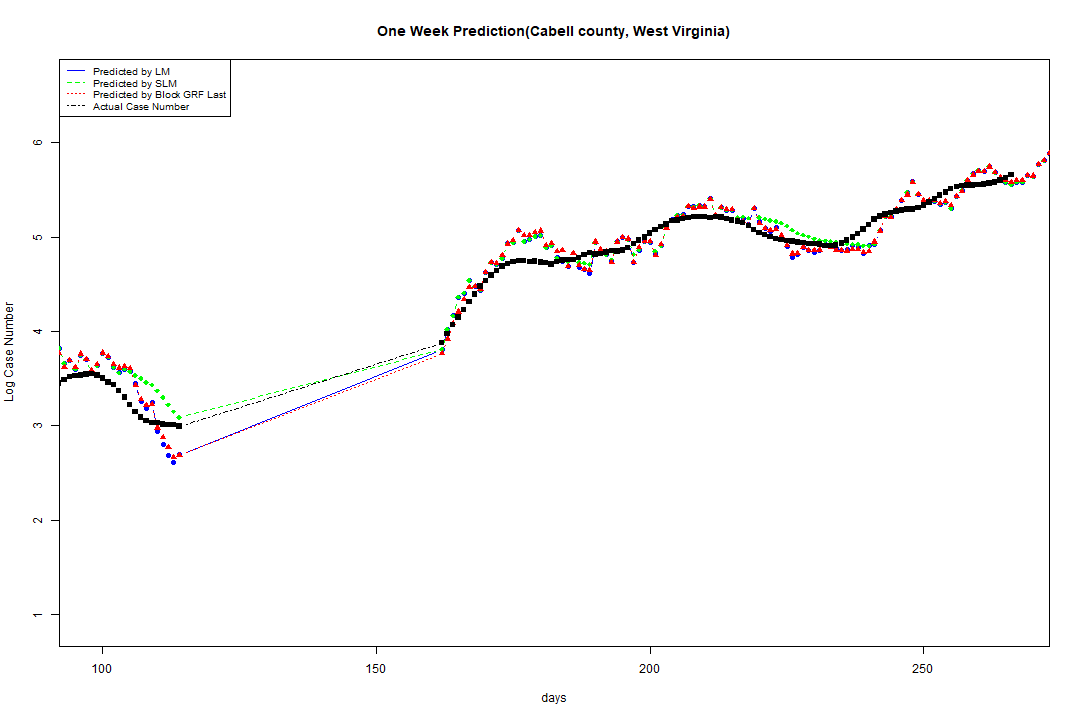 One Week Prediction(Cabell county, West Virginia)
Predicted by LM
Predicted by SLM
Predicted by Block GRF Last
Actual Case Number
Log Case Number
6
5
4
3
2
1
100 150 200 250
days